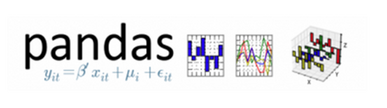 pandas
y_it = β′x_it + μ_i + ϵ_it
X
Y
Z